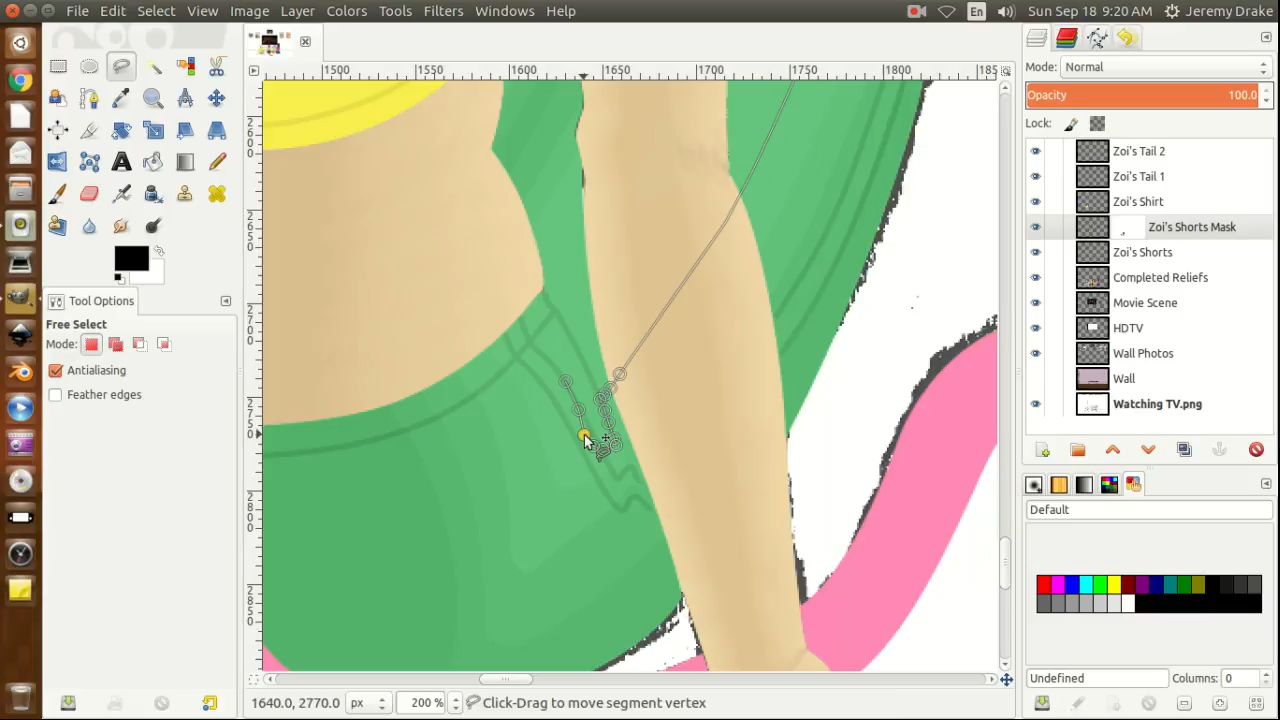 File Edit Select View Image Layer Colors Tools Filters Windows Help En Sun Sep 18 9:20 AM Jeremy Drake
Mode: Normal
1500 1550 1600 1650 1700 1750 1800 185
Opacity 100.0
Lock:
Zoi's Tail 2
Zoi's Tail 1
Zoi's Shirt
Zoi's Shorts Mask
Zoi's Shorts
Completed Reliefs
Tool Options
Movie Scene
Free Select
HDTV
Mode:
Wall Photos
Antialiasing
Wall
Feather edges
Watching TV.png
Default
Undefined Columns: 0
1640.0, 2770.0 px 200 % Click-Drag to move segment vertex